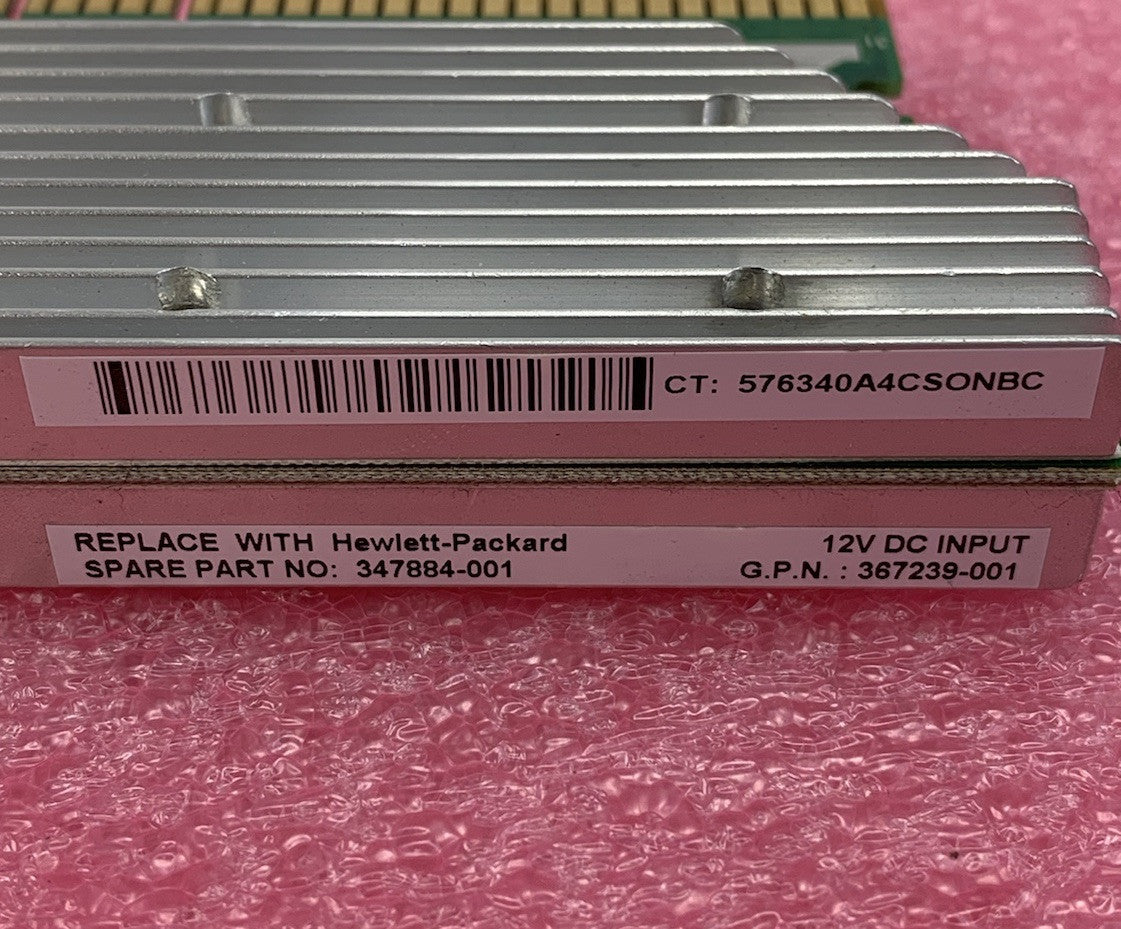 CT: 576340A4CSONBC
REPLACE WITH Hewlett-Packard 12V DC INPUT
SPARE PART NO: 347884-001 G.P.N. : 367239-001